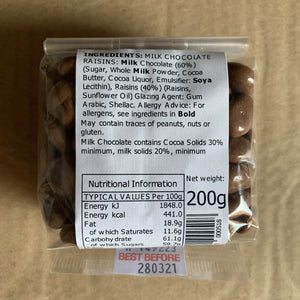 INGREDIENTS: MILK CHOCOLATE
RAISINS: Milk Chocolate (60%)
(Sugar, Whole Milk Powder, Cocoa
Butter, Cocoa Liquor, Emulsifier: Soya
Lecithin), Raisins (40%) (Raisins,
Sunflower Oil) Glazing Agent: Gum
Arabic, Shellac. Allergy Advice: For
allergens, see ingredients in Bold
May contain traces of peanuts, nuts or
gluten.
Milk Chocolate contains Cocoa Solids 30%
minimum, milk solids 20%, minimum
Nutritional Information
TYPICAL VALUES Per 100g
Energy kJ 1848.0
Energy kcal 441.0
Fat 18.9g
of which Saturates 11.6g
Carbohydrate 61.1g
of which Sugars
Net weight:
200g
000518
BEST BEFORE
280321